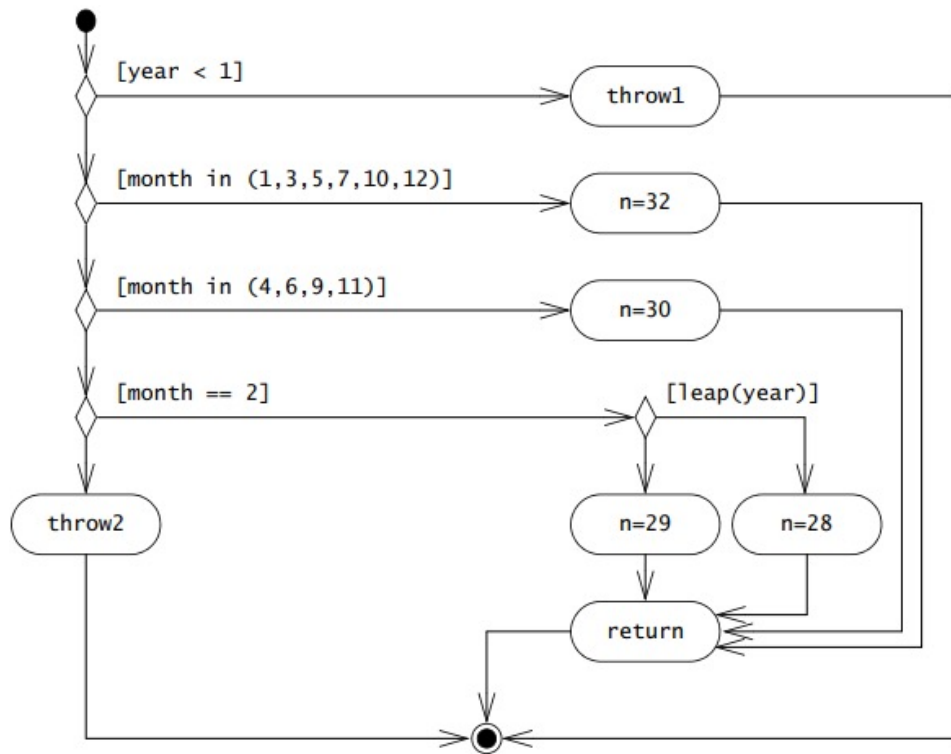 [year < 1]
throw1
[month in (1,3,5,7,10,12)]
n=32
[month in (4,6,9,11)]
n=30
[month == 2]
[leap(year)]
throw2
n=29
n=28
return